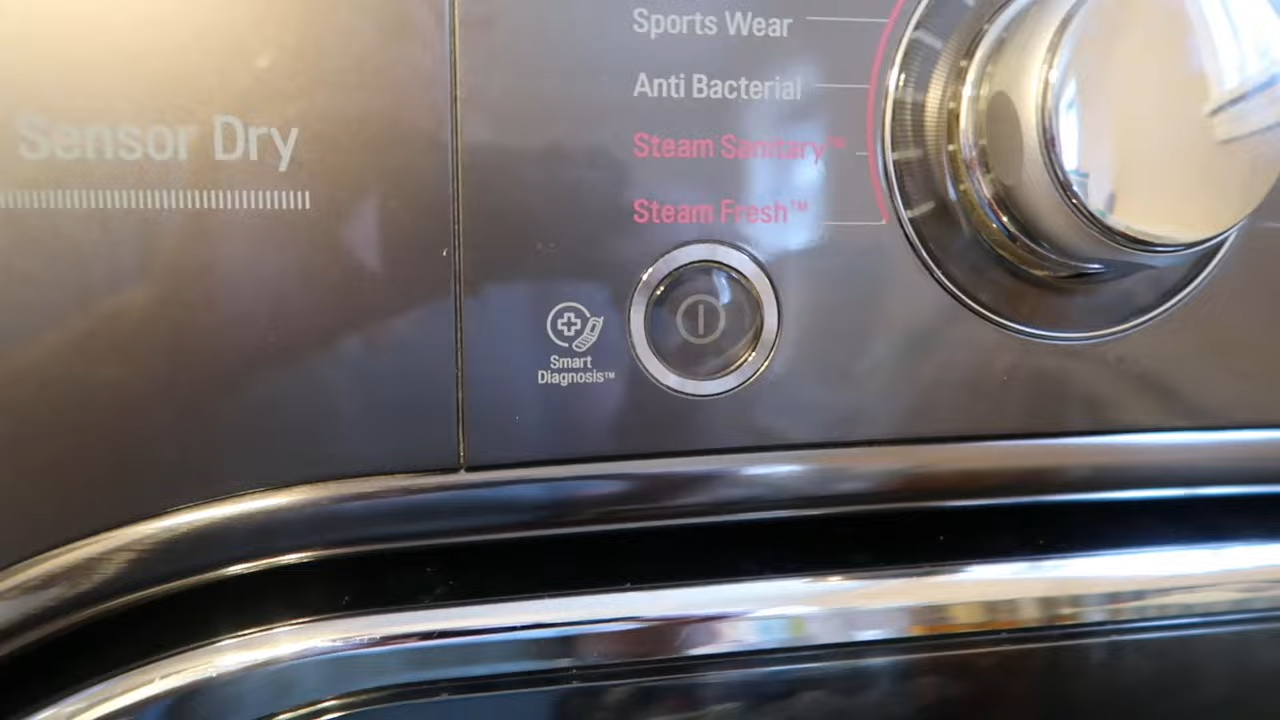 Sports Wear
Anti Bacterial
Sensor Dry
Steam Sanitary™
Steam Fresh™
Smart
Diagnosis™